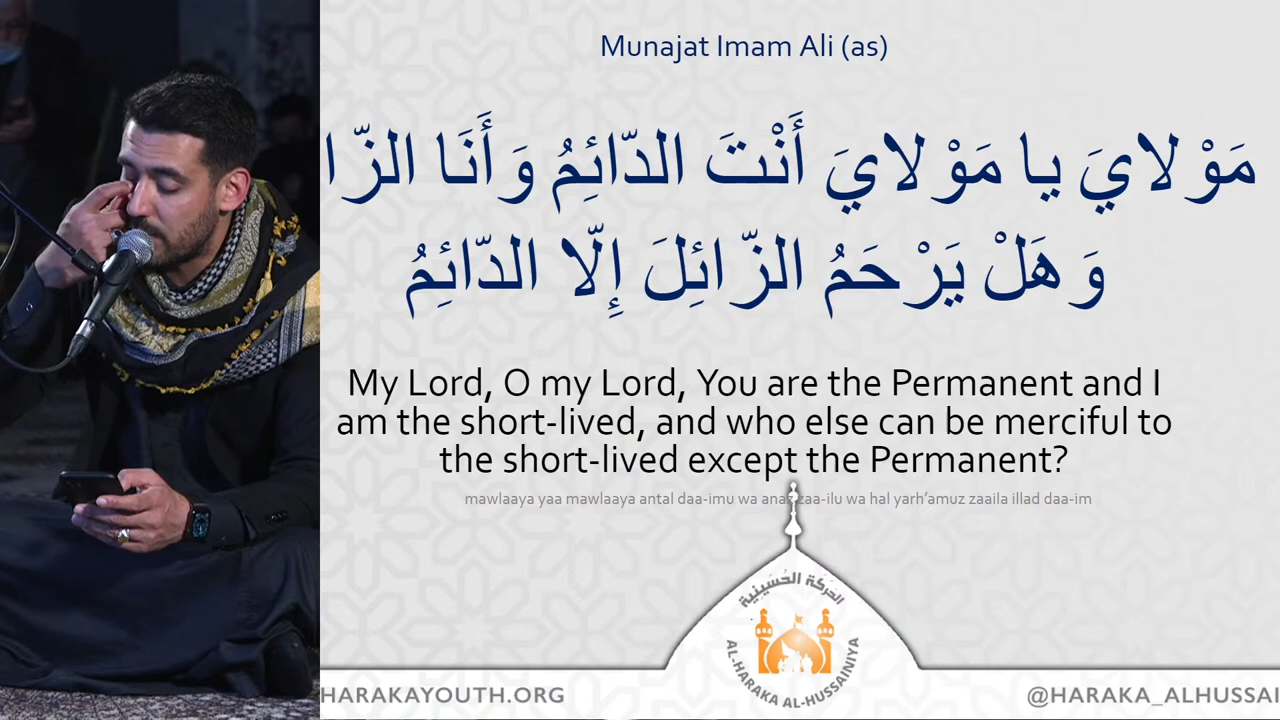 Munajat Imam Ali (as)
مَوْلايَ يا مَوْلايَ أَنْتَ الدّائِمُ وَأَنَا الزّا
وَهَلْ يَرْحَمُ الزّائِلَ إِلّا الدّائِمُ
My Lord, O my Lord, You are the Permanent and I
am the short-lived, and who else can be merciful to
the short-lived except the Permanent?
mawlaaya yaa mawlaaya antal daa-imu wa anaz zaa-ilu wa hal yarh'amuz zaaila illad daa-im
الحركة الحُسَينية
AL-HARAKA AL-HUSSAINIYA
HARAKAYOUTH.ORG
@HARAKA_ALHUSSAI